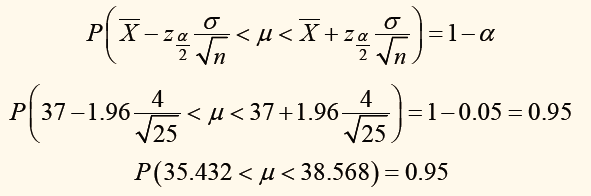 P(X̅ − z_{α/2} σ/√n < μ < X̅ + z_{α/2} σ/√n) = 1 − α
P(37 − 1.96 4/√25 < μ < 37 + 1.96 4/√25) = 1 − 0.05 = 0.95
P(35.432 < μ < 38.568) = 0.95